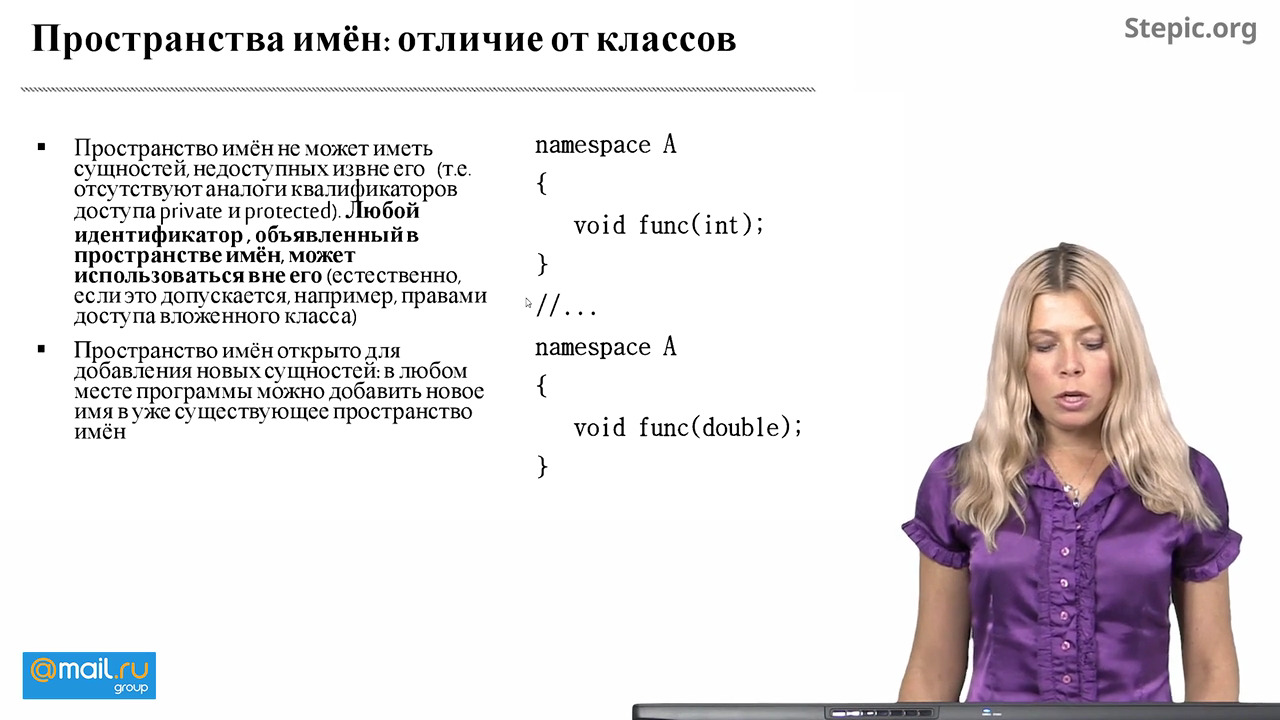 Пространства имён: отличие от классов
Stepic.org
Пространство имён не может иметь
сущностей, недоступных извне его (т.е.
отсутствуют аналоги квалификаторов
доступа private и protected). Любой
идентификатор, объявленный в
пространстве имён, может
использоваться вне его (естественно,
если это допускается, например, правами
доступа вложенного класса)
Пространство имён открыто для
добавления новых сущностей: в любом
месте программы можно добавить новое
имя в уже существующее пространство
имён
namespace A
{
void func(int);
}
//...
namespace A
{
void func(double);
}
@mail.ru
group